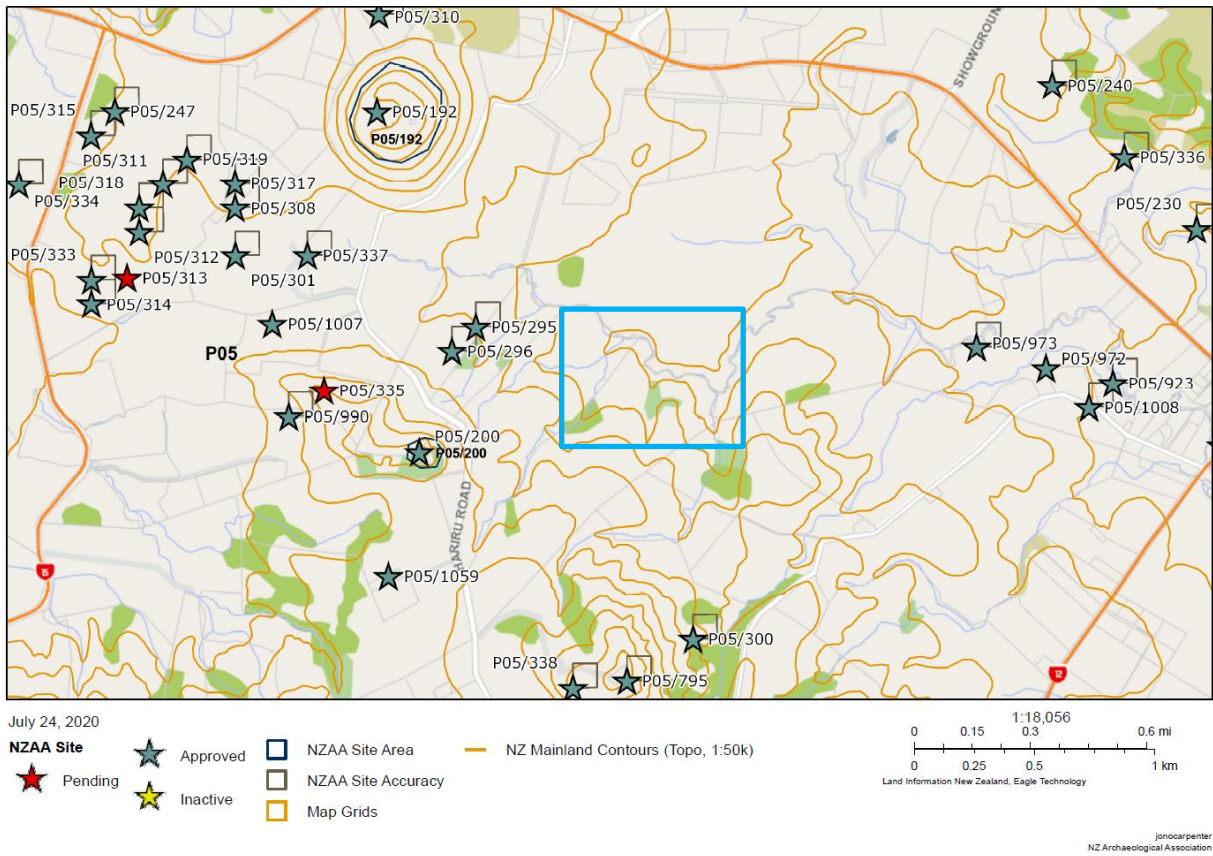 P05/310
SHOWGROUN
P05/315
P05/247
P05/192
P05/192
P05/240
P05/311
P05/319
P05/336
P05/318
P05/317
P05/334
P05/308
P05/230
P05/333
P05/312
P05/337
P05/313
P05/301
P05/314
P05/1007
P05/295
P05
P05/296
P05/973
P05/972
P05/335
P05/923
P05/990
P05/1008
P05/200
P05/200
HARIRU ROAD
15
P05/1059
P05/300
P05/338
P05/795
12
July 24, 2020
NZAA Site
Pending
Approved
Inactive
NZAA Site Area
NZAA Site Accuracy
Map Grids
NZ Mainland Contours (Topo, 1:50k)
1:18,056
0 0.15 0.3 0.6 mi
0 0.25 0.5 1 km
Land Information New Zealand, Eagle Technology
jonocarpenter
NZ Archaeological Association